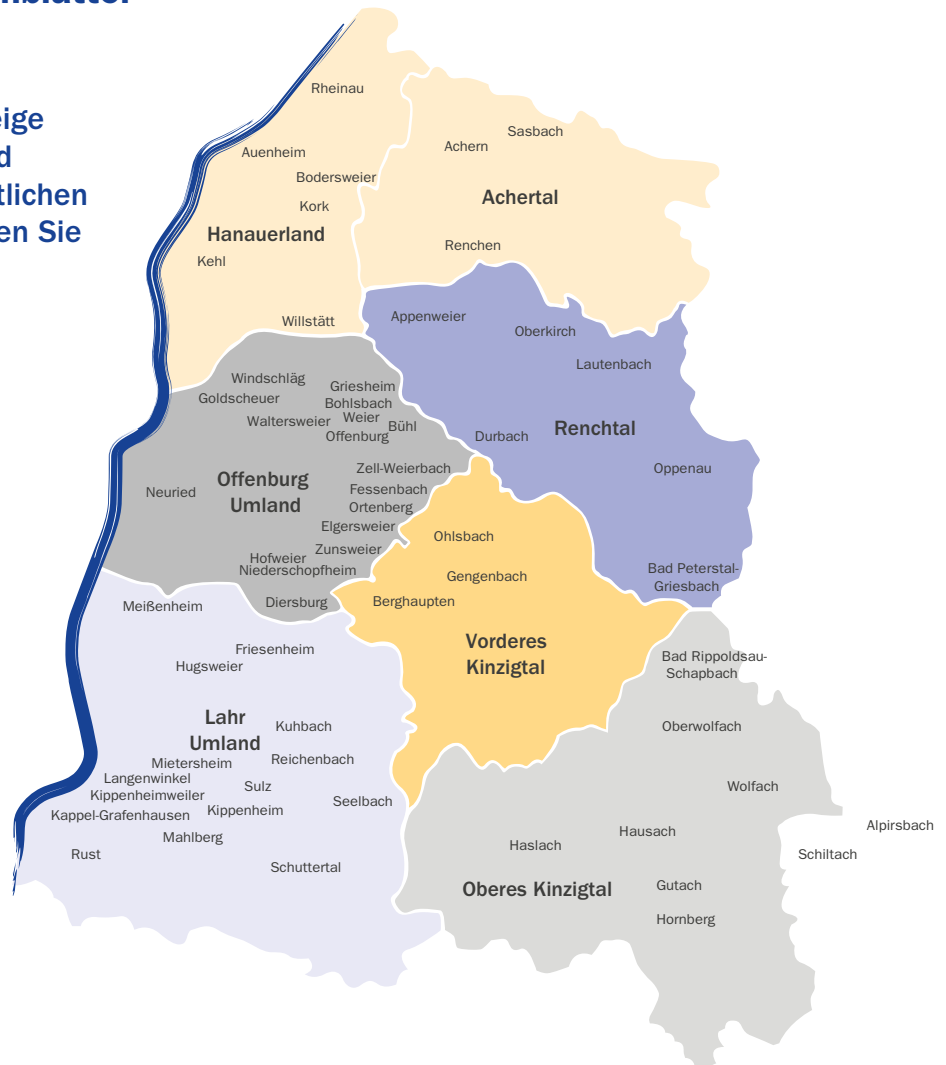 eige
tlichen
en Sie
Rheinau
Sasbach
Achern
Auenheim
Bodersweier
Achertal
Kork
Hanauerland
Renchen
Kehl
Appenweier
Willstätt
Oberkirch
Lautenbach
Windschläg
Griesheim
Goldscheuer
Bohlsbach
Weier
Waltersweier
Bühl
Offenburg
Durbach
Renchtal
Zell-Weierbach
Oppenau
Offenburg
Umland
Neuried
Fessenbach
Ortenberg
Elgersweier
Ohlsbach
Zunsweier
Hofweier
Niederschopfheim
Gengenbach
Bad Peterstal-
Griesbach
Diersburg
Berghaupten
Meißenheim
Vorderes
Kinzigtal
Friesenheim
Hugsweier
Bad Rippoldsau-
Schapbach
Lahr
Umland
Kuhbach
Oberwolfach
Mietersheim
Reichenbach
Langenwinkel
Sulz
Wolfach
Kippenheimweiler
Seelbach
Kippenheim
Kappel-Grafenhausen
Alpirsbach
Hausach
Mahlberg
Haslach
Rust
Schiltach
Schuttertal
Oberes Kinzigtal
Gutach
Hornberg